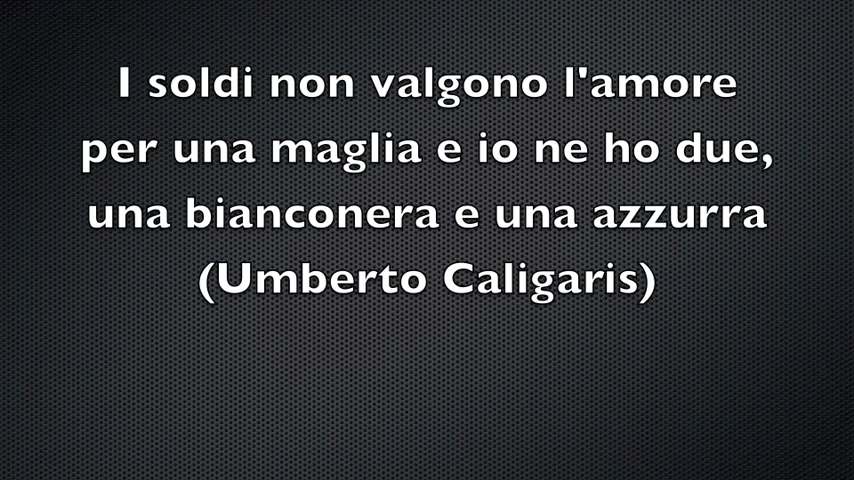 I soldi non valgono l'amore
per una maglia e io ne ho due,
una bianconera e una azzurra
(Umberto Caligaris)